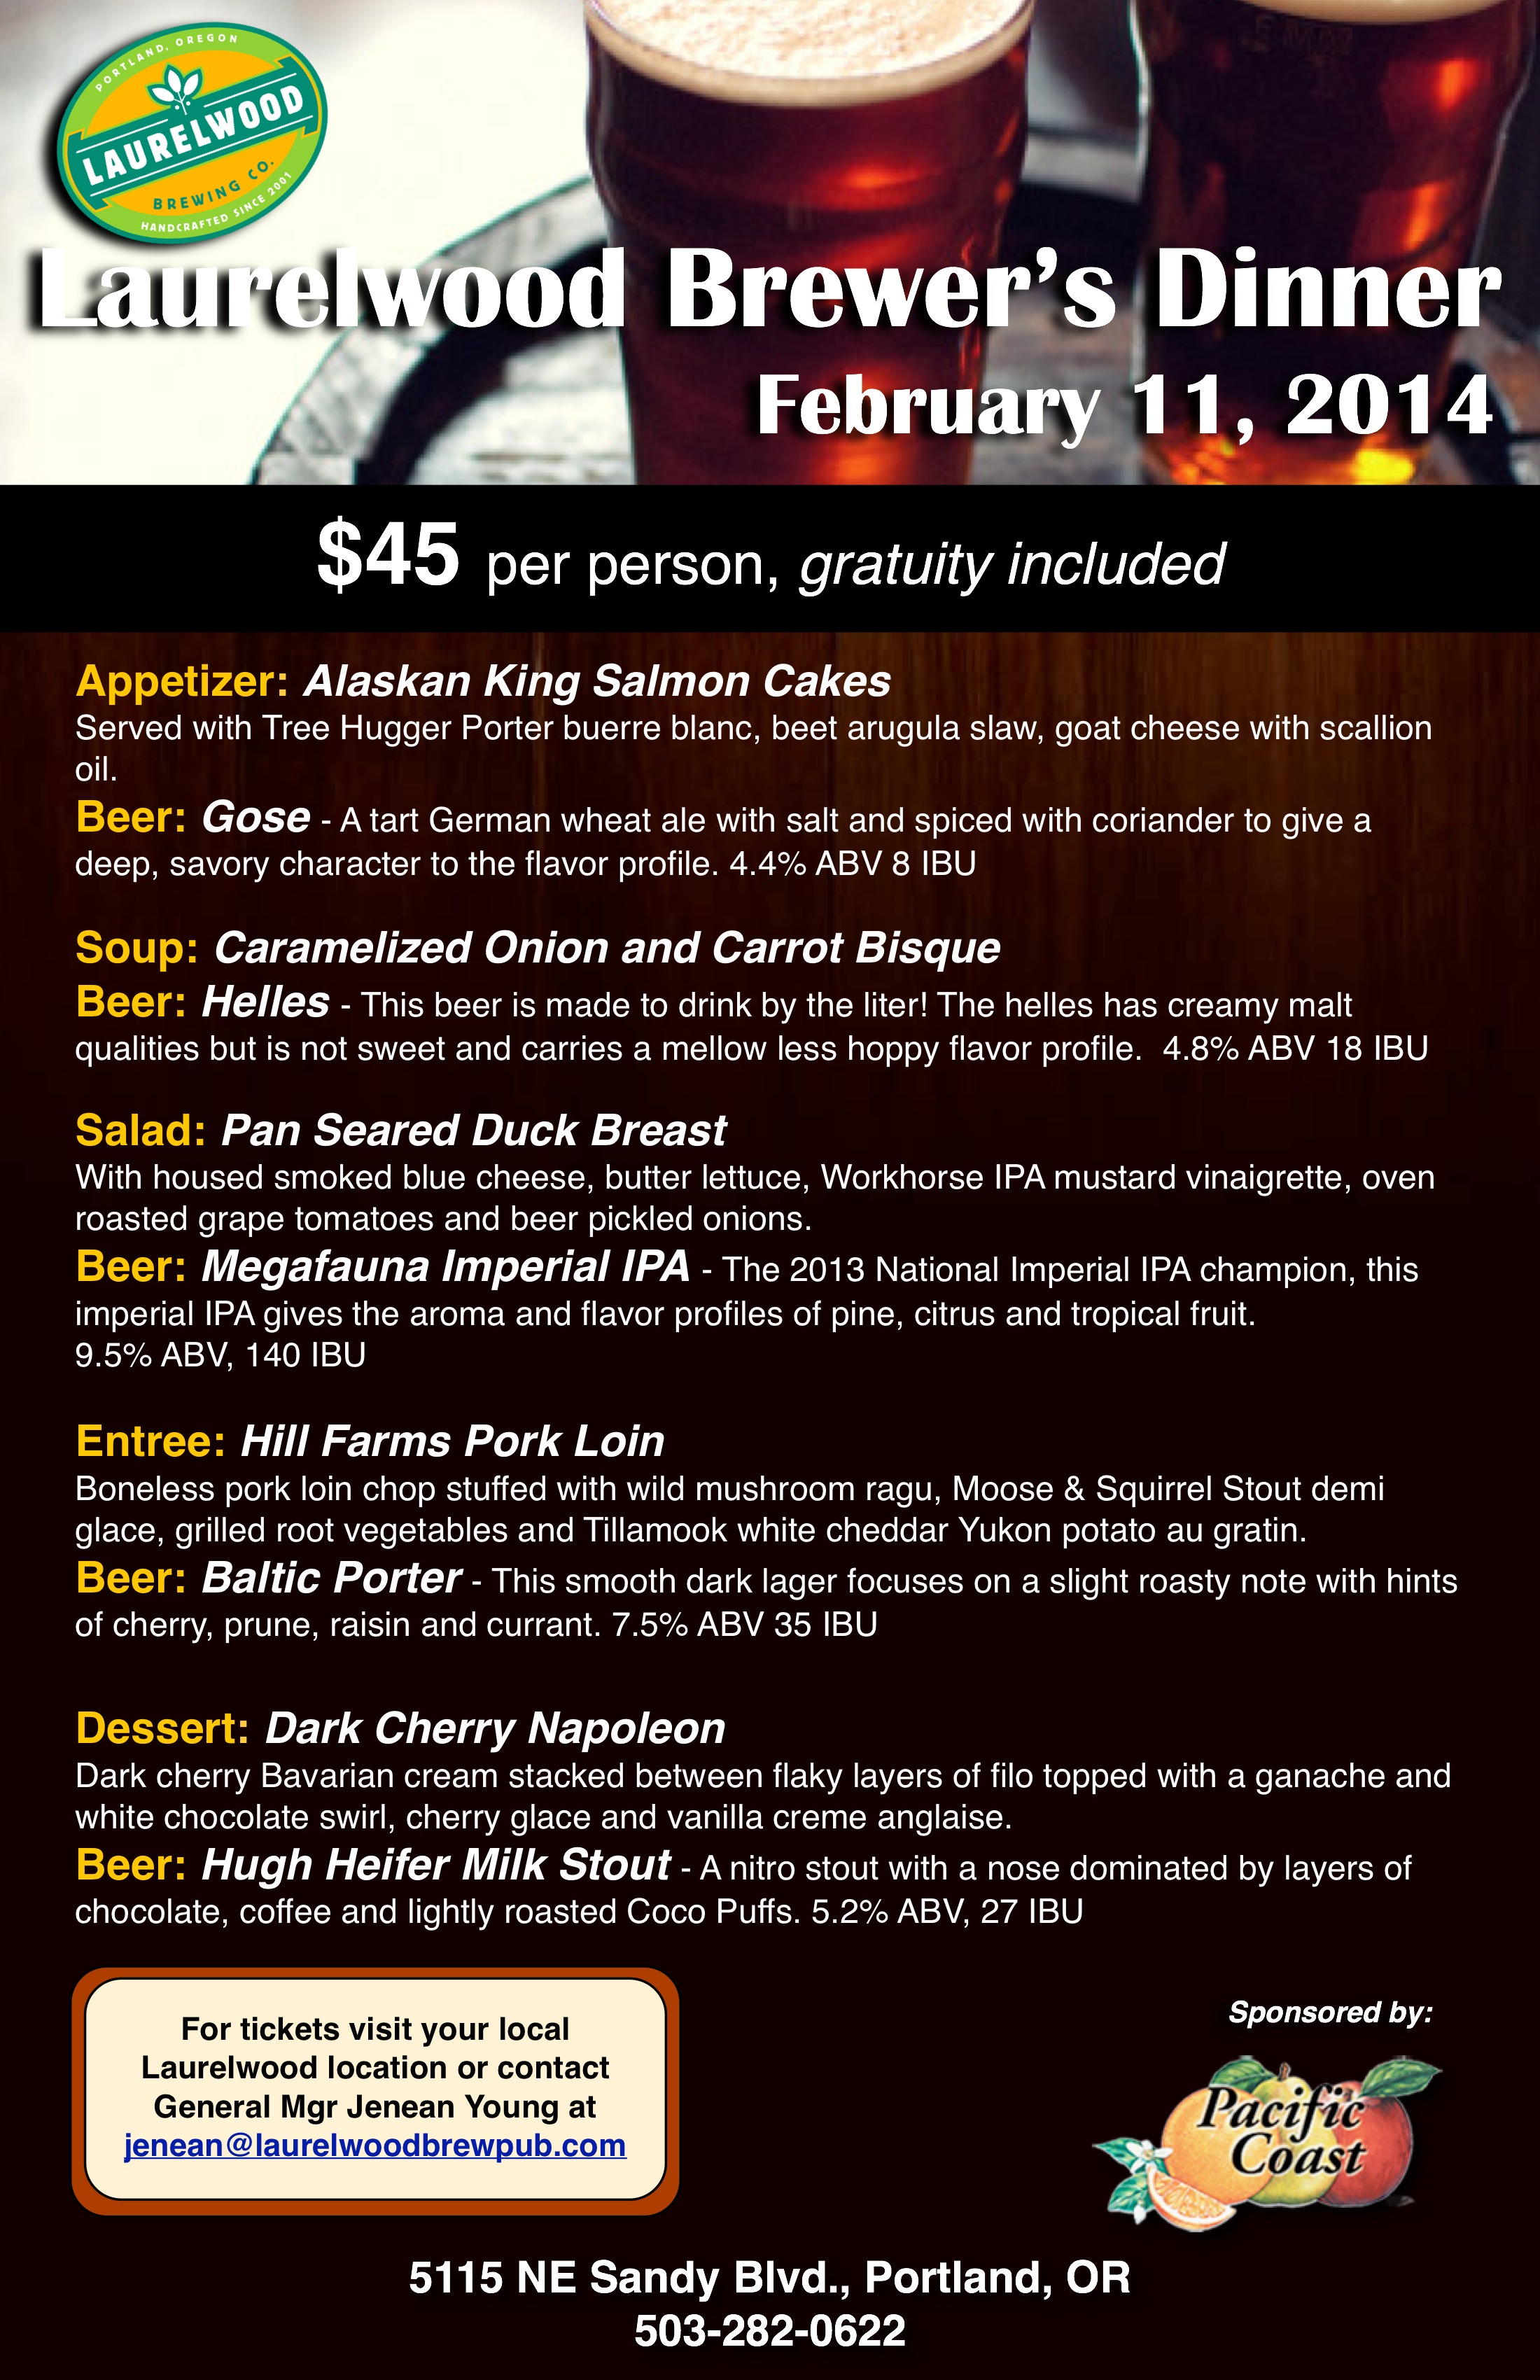 PORTLAND, OREGON
LAURELWOOD
BREWING CO.
HANDCRAFTED SINCE 2001
Laurelwood Brewer's Dinner
February 11, 2014
$45 per person, gratuity included
Appetizer: Alaskan King Salmon Cakes
Served with Tree Hugger Porter buerre blanc, beet arugula slaw, goat cheese with scallion
oil.
Beer: Gose - A tart German wheat ale with salt and spiced with coriander to give a
deep, savory character to the flavor profile. 4.4% ABV 8 IBU
Soup: Caramelized Onion and Carrot Bisque
Beer: Helles - This beer is made to drink by the liter! The helles has creamy malt
qualities but is not sweet and carries a mellow less hoppy flavor profile.  4.8% ABV 18 IBU
Salad: Pan Seared Duck Breast
With housed smoked blue cheese, butter lettuce, Workhorse IPA mustard vinaigrette, oven
roasted grape tomatoes and beer pickled onions.
Beer: Megafauna Imperial IPA - The 2013 National Imperial IPA champion, this
imperial IPA gives the aroma and flavor profiles of pine, citrus and tropical fruit.
9.5% ABV, 140 IBU
Entree: Hill Farms Pork Loin
Boneless pork loin chop stuffed with wild mushroom ragu, Moose & Squirrel Stout demi
glace, grilled root vegetables and Tillamook white cheddar Yukon potato au gratin.
Beer: Baltic Porter - This smooth dark lager focuses on a slight roasty note with hints
of cherry, prune, raisin and currant. 7.5% ABV 35 IBU
Dessert: Dark Cherry Napoleon
Dark cherry Bavarian cream stacked between flaky layers of filo topped with a ganache and
white chocolate swirl, cherry glace and vanilla creme anglaise.
Beer: Hugh Heifer Milk Stout - A nitro stout with a nose dominated by layers of
chocolate, coffee and lightly roasted Coco Puffs. 5.2% ABV, 27 IBU
For tickets visit your local
Laurelwood location or contact
General Mgr Jenean Young at
jenean@laurelwoodbrewpub.com
Sponsored by:
Pacific
Coast
5115 NE Sandy Blvd., Portland, OR
503-282-0622